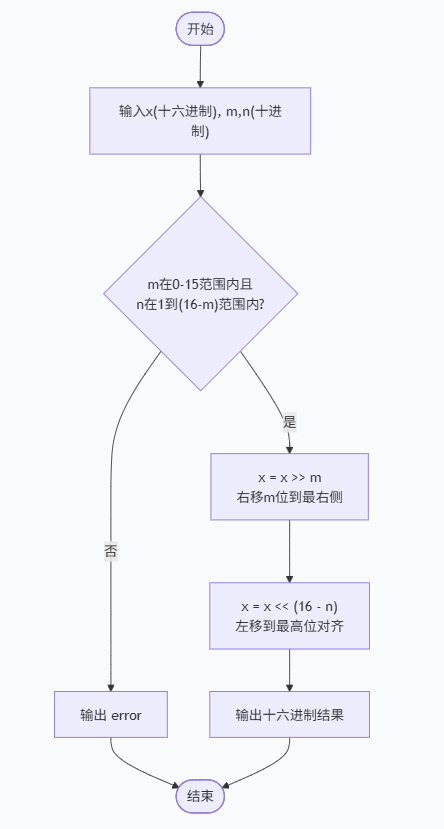 开始
输入x(十六进制), m,n(十进
制)
m在0-15范围内且
n在1到(16-m)范围内?
是
x = x >> m
右移m位到最右侧
否
x = x << (16 - n)
左移到最高位对齐
输出 error
输出十六进制结果
结束